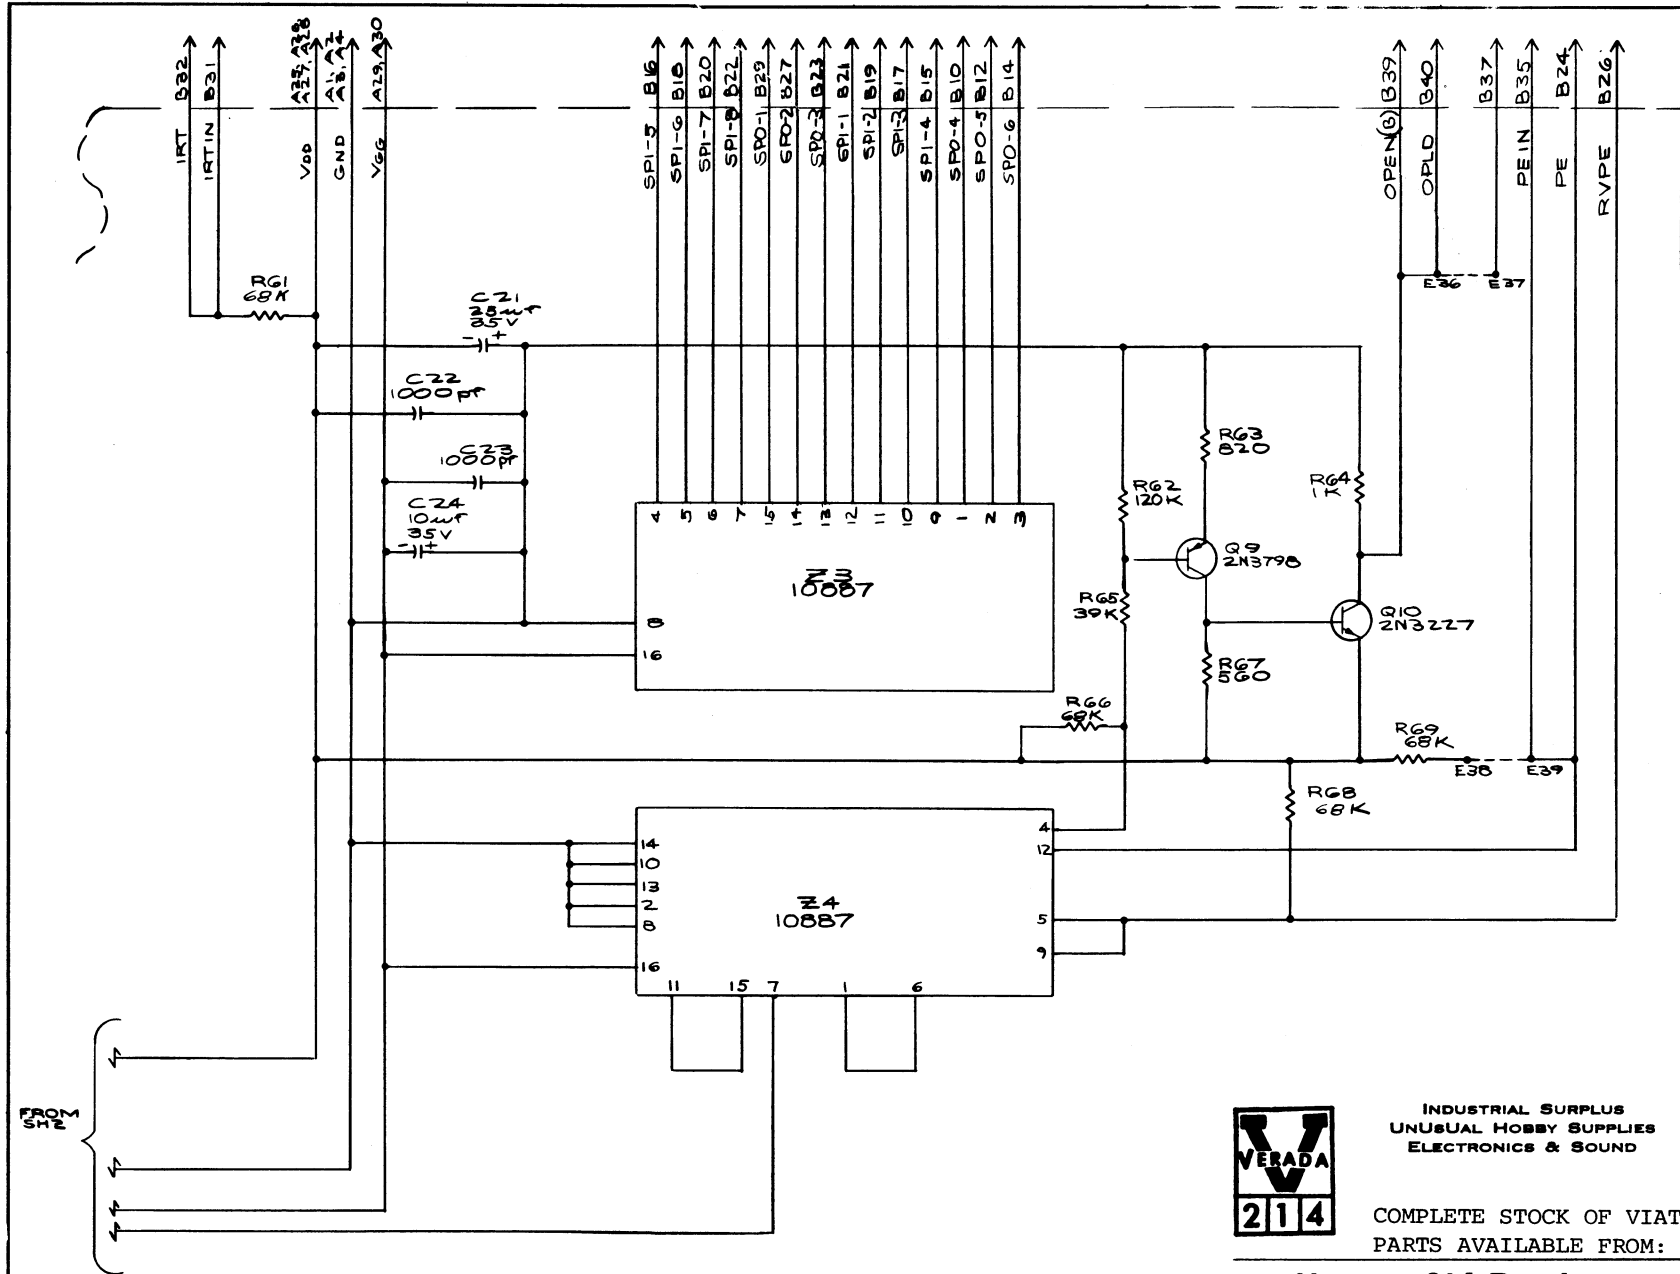 IRT B32
IRTIN B31
VDD A25, A26, A27, A28
GND A1, A2 A3, A4
VGG A29, A30
SPI-5 B16
SPI-6 B18
SPI-7 B20
SPI-8 B22
SPO-1 B29
SPO-2 B27
SPO-3 B23
SPI-1 B21
SPI-2 B19
SPI-3 B17
SPI-4 B15
SPO-4 B10
SPO-5 B12
SPO-6 B14
OPEN(B) B39
OPLD B40
B37
PEIN B35
PE B24
RVPE B26
R61
68K
E36 E37
C21
25uf
35V
- +
C22
1000pf
C23
1000pf
C24
10uf
35V
- +
R63
820
R62
120K
R64
1K
4 5 6 7 15 14 13 12 11 10 9 1 2 3
Z3
10887
8
16
Q9
2N3798
R65
39K
Q10
2N3227
R67
560
R66
68K
R69
68K
E38 E39
R68
68K
14
10
13
2
8
16
Z4
10887
4
12
5
9
11 15 7 1 6
FROM
SH2
VERADA
214
INDUSTRIAL SURPLUS
UNUSUAL HOBBY SUPPLIES
ELECTRONICS & SOUND
COMPLETE STOCK OF VIAT
PARTS AVAILABLE FROM: